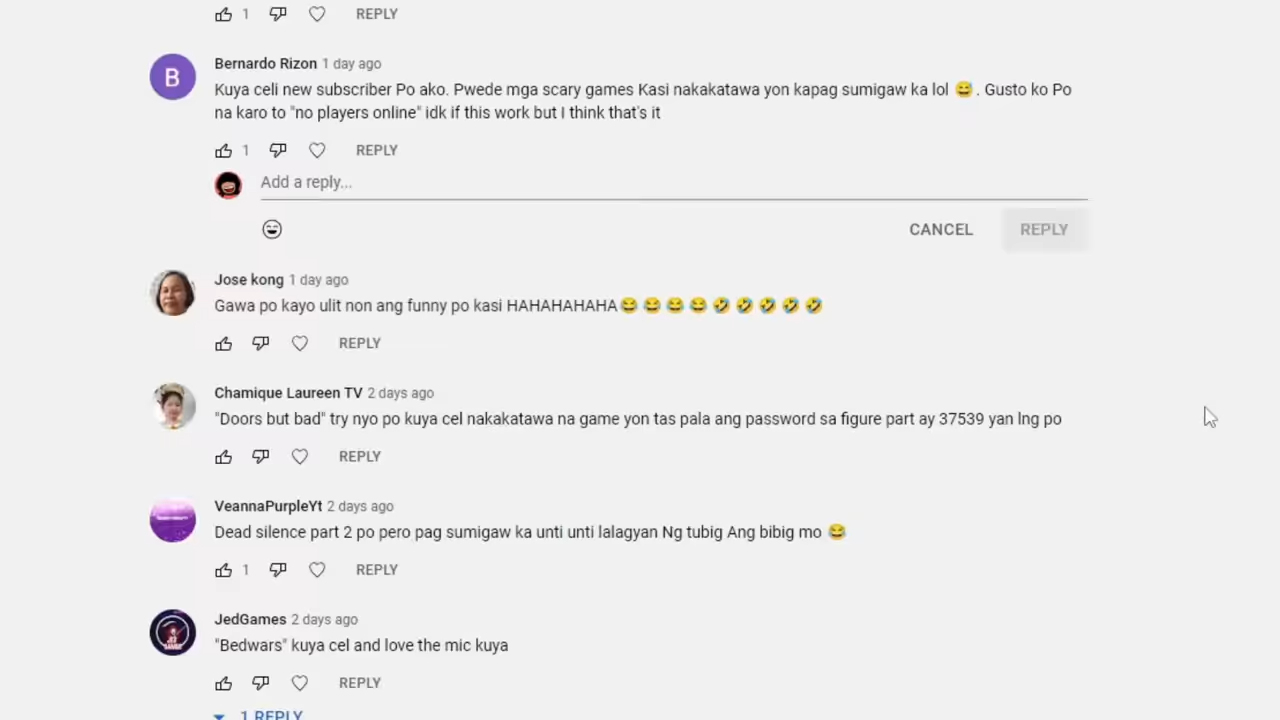 1 REPLY
Bernardo Rizon 1 day ago
B
Kuya celi new subscriber Po ako. Pwede mga scary games Kasi nakakatawa yon kapag sumigaw ka lol 😅. Gusto ko Po
na karo to "no players online" idk if this work but I think that's it
1 REPLY
Add a reply...
CANCEL REPLY
Jose kong 1 day ago
Gawa po kayo ulit non ang funny po kasi HAHAHAHAHA😂😂😂😂🤣🤣🤣🤣🤣
REPLY
Chamique Laureen TV 2 days ago
"Doors but bad" try nyo po kuya cel nakakatawa na game yon tas pala ang password sa figure part ay 37539 yan lng po
REPLY
VeannaPurpleYt 2 days ago
Dead silence part 2 po pero pag sumigaw ka unti unti lalagyan Ng tubig Ang bibig mo 😂
1 REPLY
JedGames 2 days ago
"Bedwars" kuya cel and love the mic kuya
REPLY
1 REPLY